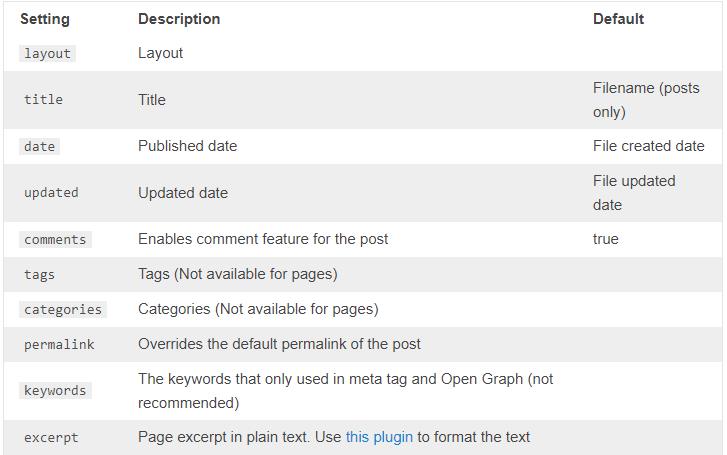 Setting Description Default
layout Layout
title Title Filename (posts only)
date Published date File created date
updated Updated date File updated date
comments Enables comment feature for the post true
tags Tags (Not available for pages)
categories Categories (Not available for pages)
permalink Overrides the default permalink of the post
keywords The keywords that only used in meta tag and Open Graph (not recommended)
excerpt Page excerpt in plain text. Use this plugin to format the text